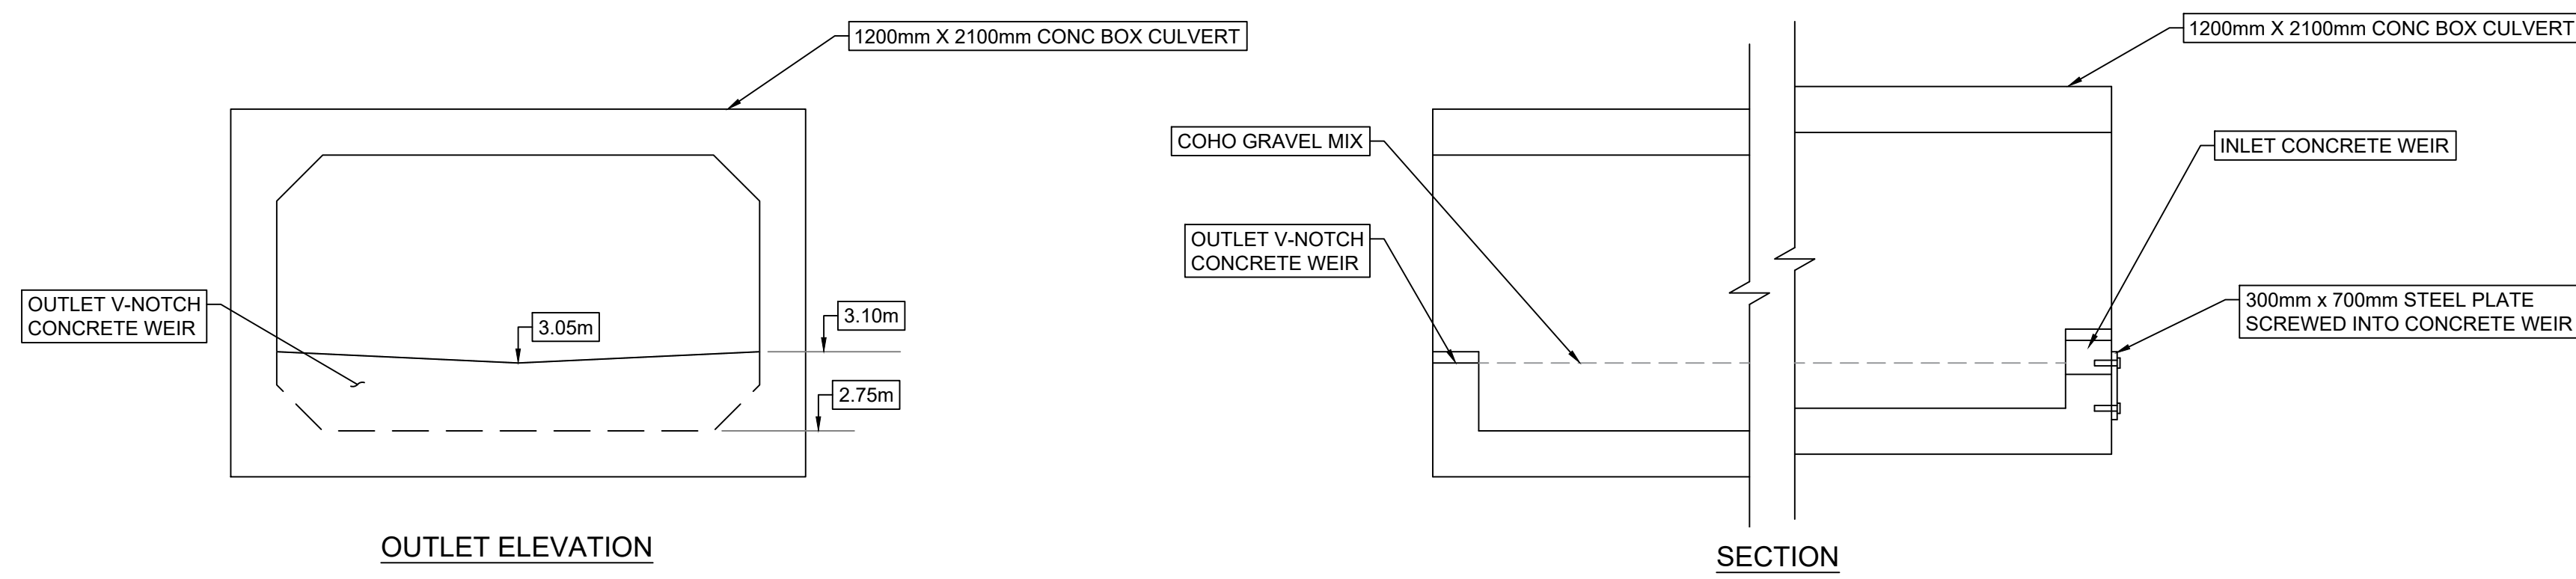 1200mm X 2100mm CONC BOX CULVERT
OUTLET V-NOTCH
CONCRETE WEIR
3.05m
3.10m
2.75m
OUTLET ELEVATION
1200mm X 2100mm CONC BOX CULVERT
COHO GRAVEL MIX
INLET CONCRETE WEIR
OUTLET V-NOTCH
CONCRETE WEIR
300mm x 700mm STEEL PLATE
SCREWED INTO CONCRETE WEIR
SECTION